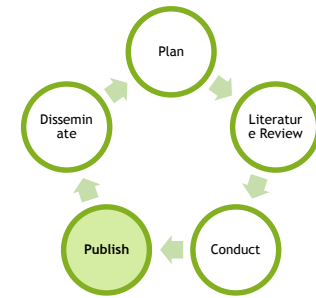 Plan
Literatur
e Review
Conduct
Publish
Dissemin
ate